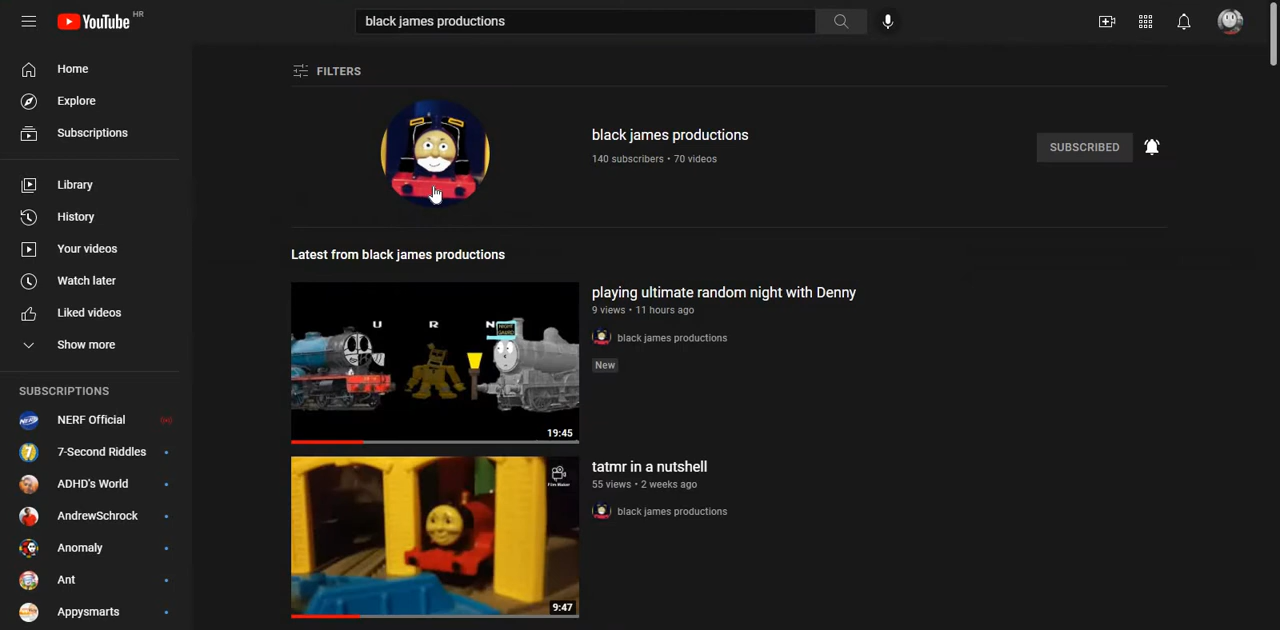 YouTube HR
black james productions
Home
Explore
Subscriptions
Library
History
Your videos
Watch later
Liked videos
Show more
SUBSCRIPTIONS
NERF Official
7-Second Riddles
ADHD's World
AndrewSchrock
Anomaly
Ant
Appysmarts
FILTERS
black james productions
140 subscribers • 70 videos
SUBSCRIBED
Latest from black james productions
U R N
19:45
playing ultimate random night with Denny
9 views • 11 hours ago
black james productions
New
Film Maker
9:47
tatmr in a nutshell
55 views • 2 weeks ago
black james productions